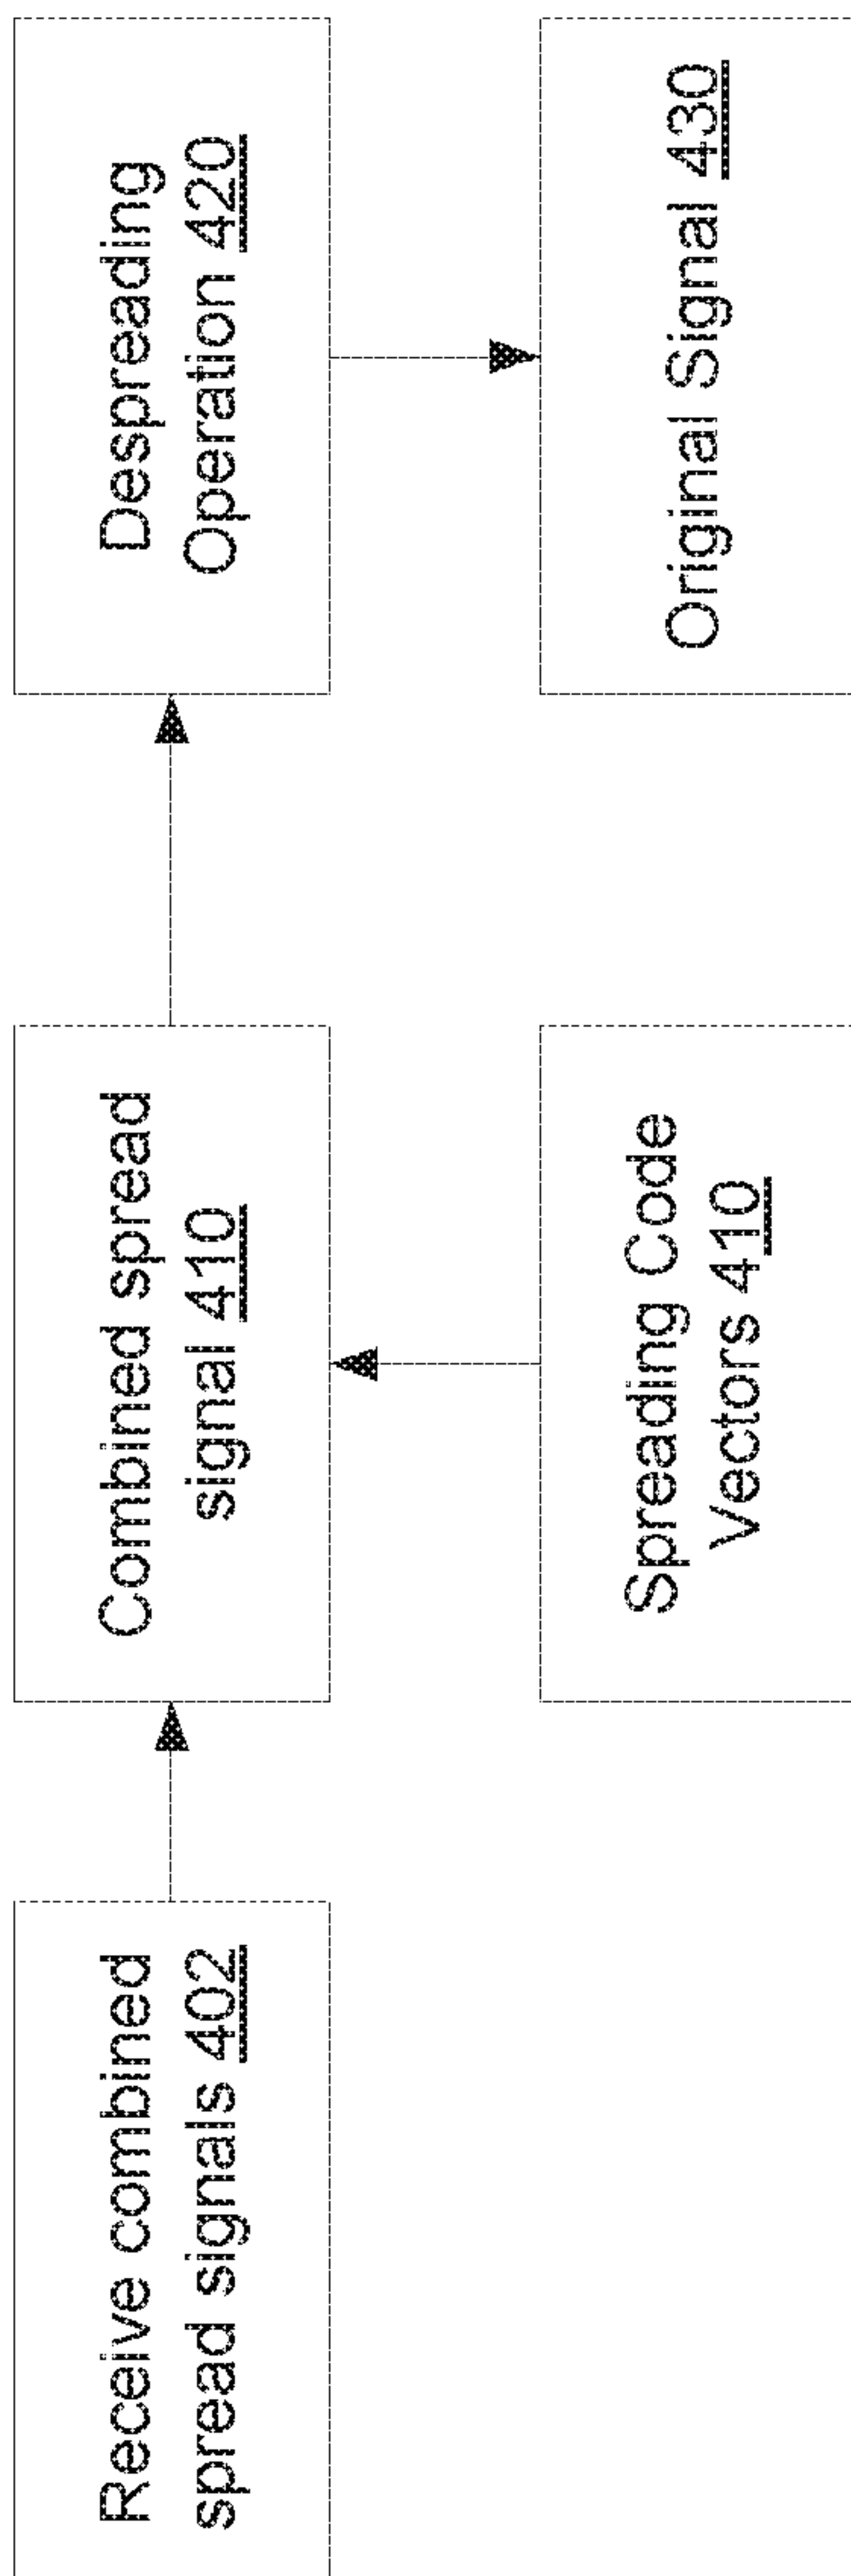 Receive combined
spread signals 402
Combined spread
signal 410
Despreading
Operation 420
Spreading Code
Vectors 410
Original Signal 430